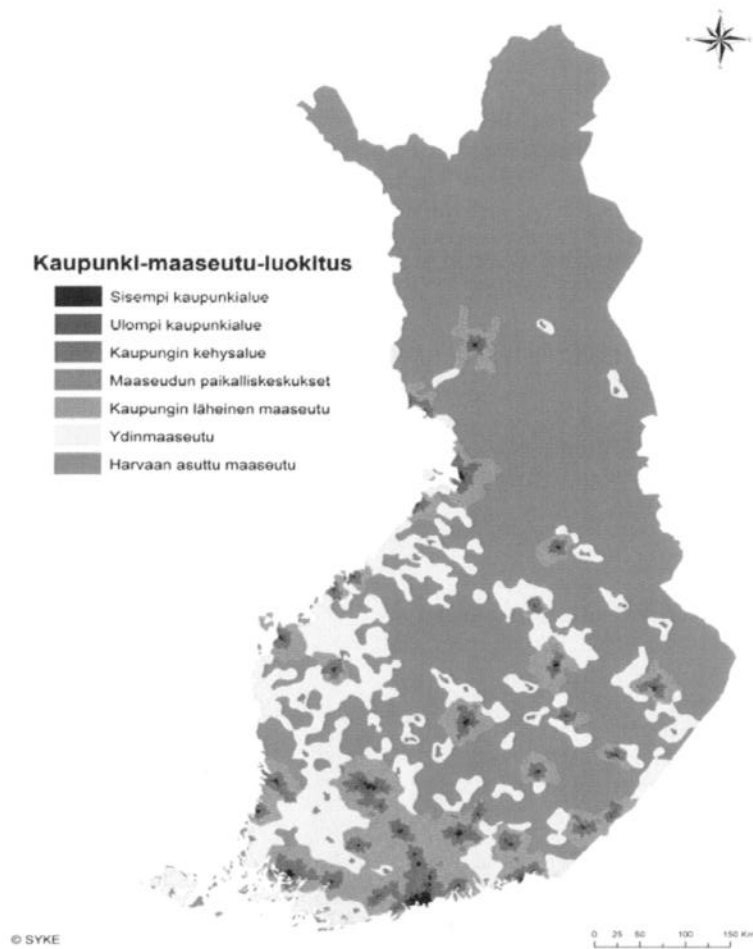 Kaupunki-maaseutu-luokitus
Sisempi kaupunkialue
Ulompi kaupunkialue
Kaupungin kehysalue
Maaseudun paikalliskeskukset
Kaupungin läheinen maaseutu
Ydinmaaseutu
Harvaan asuttu maaseutu
© SYKE
0 25 50 100 150